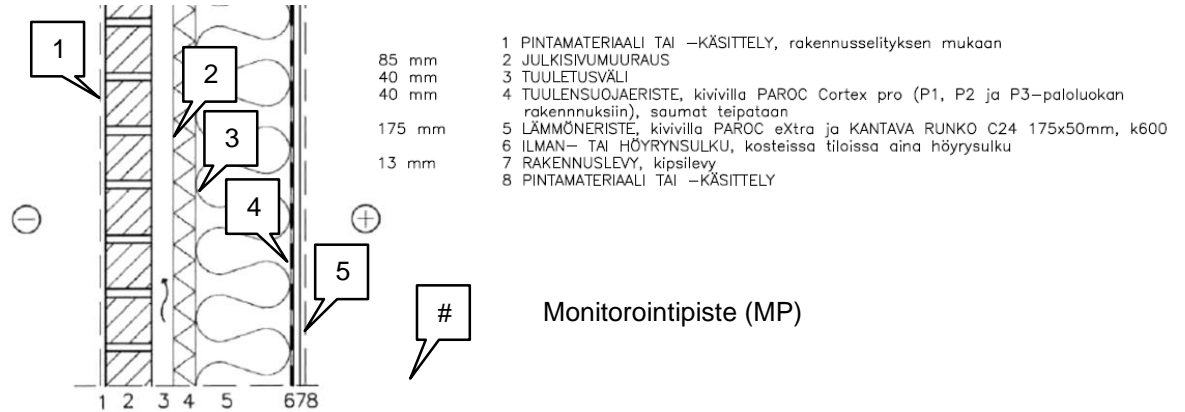 1 PINTAMATERIAALI TAI –KÄSITTELY, rakennusselityksen mukaan
85 mm 2 JULKISIVUMUURAUS
40 mm 3 TUULETUSVÄLI
40 mm 4 TUULENSUOJAERISTE, kivivilla PAROC Cortex pro (P1, P2 ja P3–paloluokan
rakennnuksiin), saumat teipataan
175 mm 5 LÄMMÖNERISTE, kivivilla PAROC eXtra ja KANTAVA RUNKO C24 175x50mm, k600
6 ILMAN– TAI HÖYRYNSULKU, kosteissa tiloissa aina höyrysulku
13 mm 7 RAKENNUSLEVY, kipsilevy
8 PINTAMATERIAALI TAI –KÄSITTELY
1
2
3
4
5
# Monitorointipiste (MP)
1 2 3 4 5 678